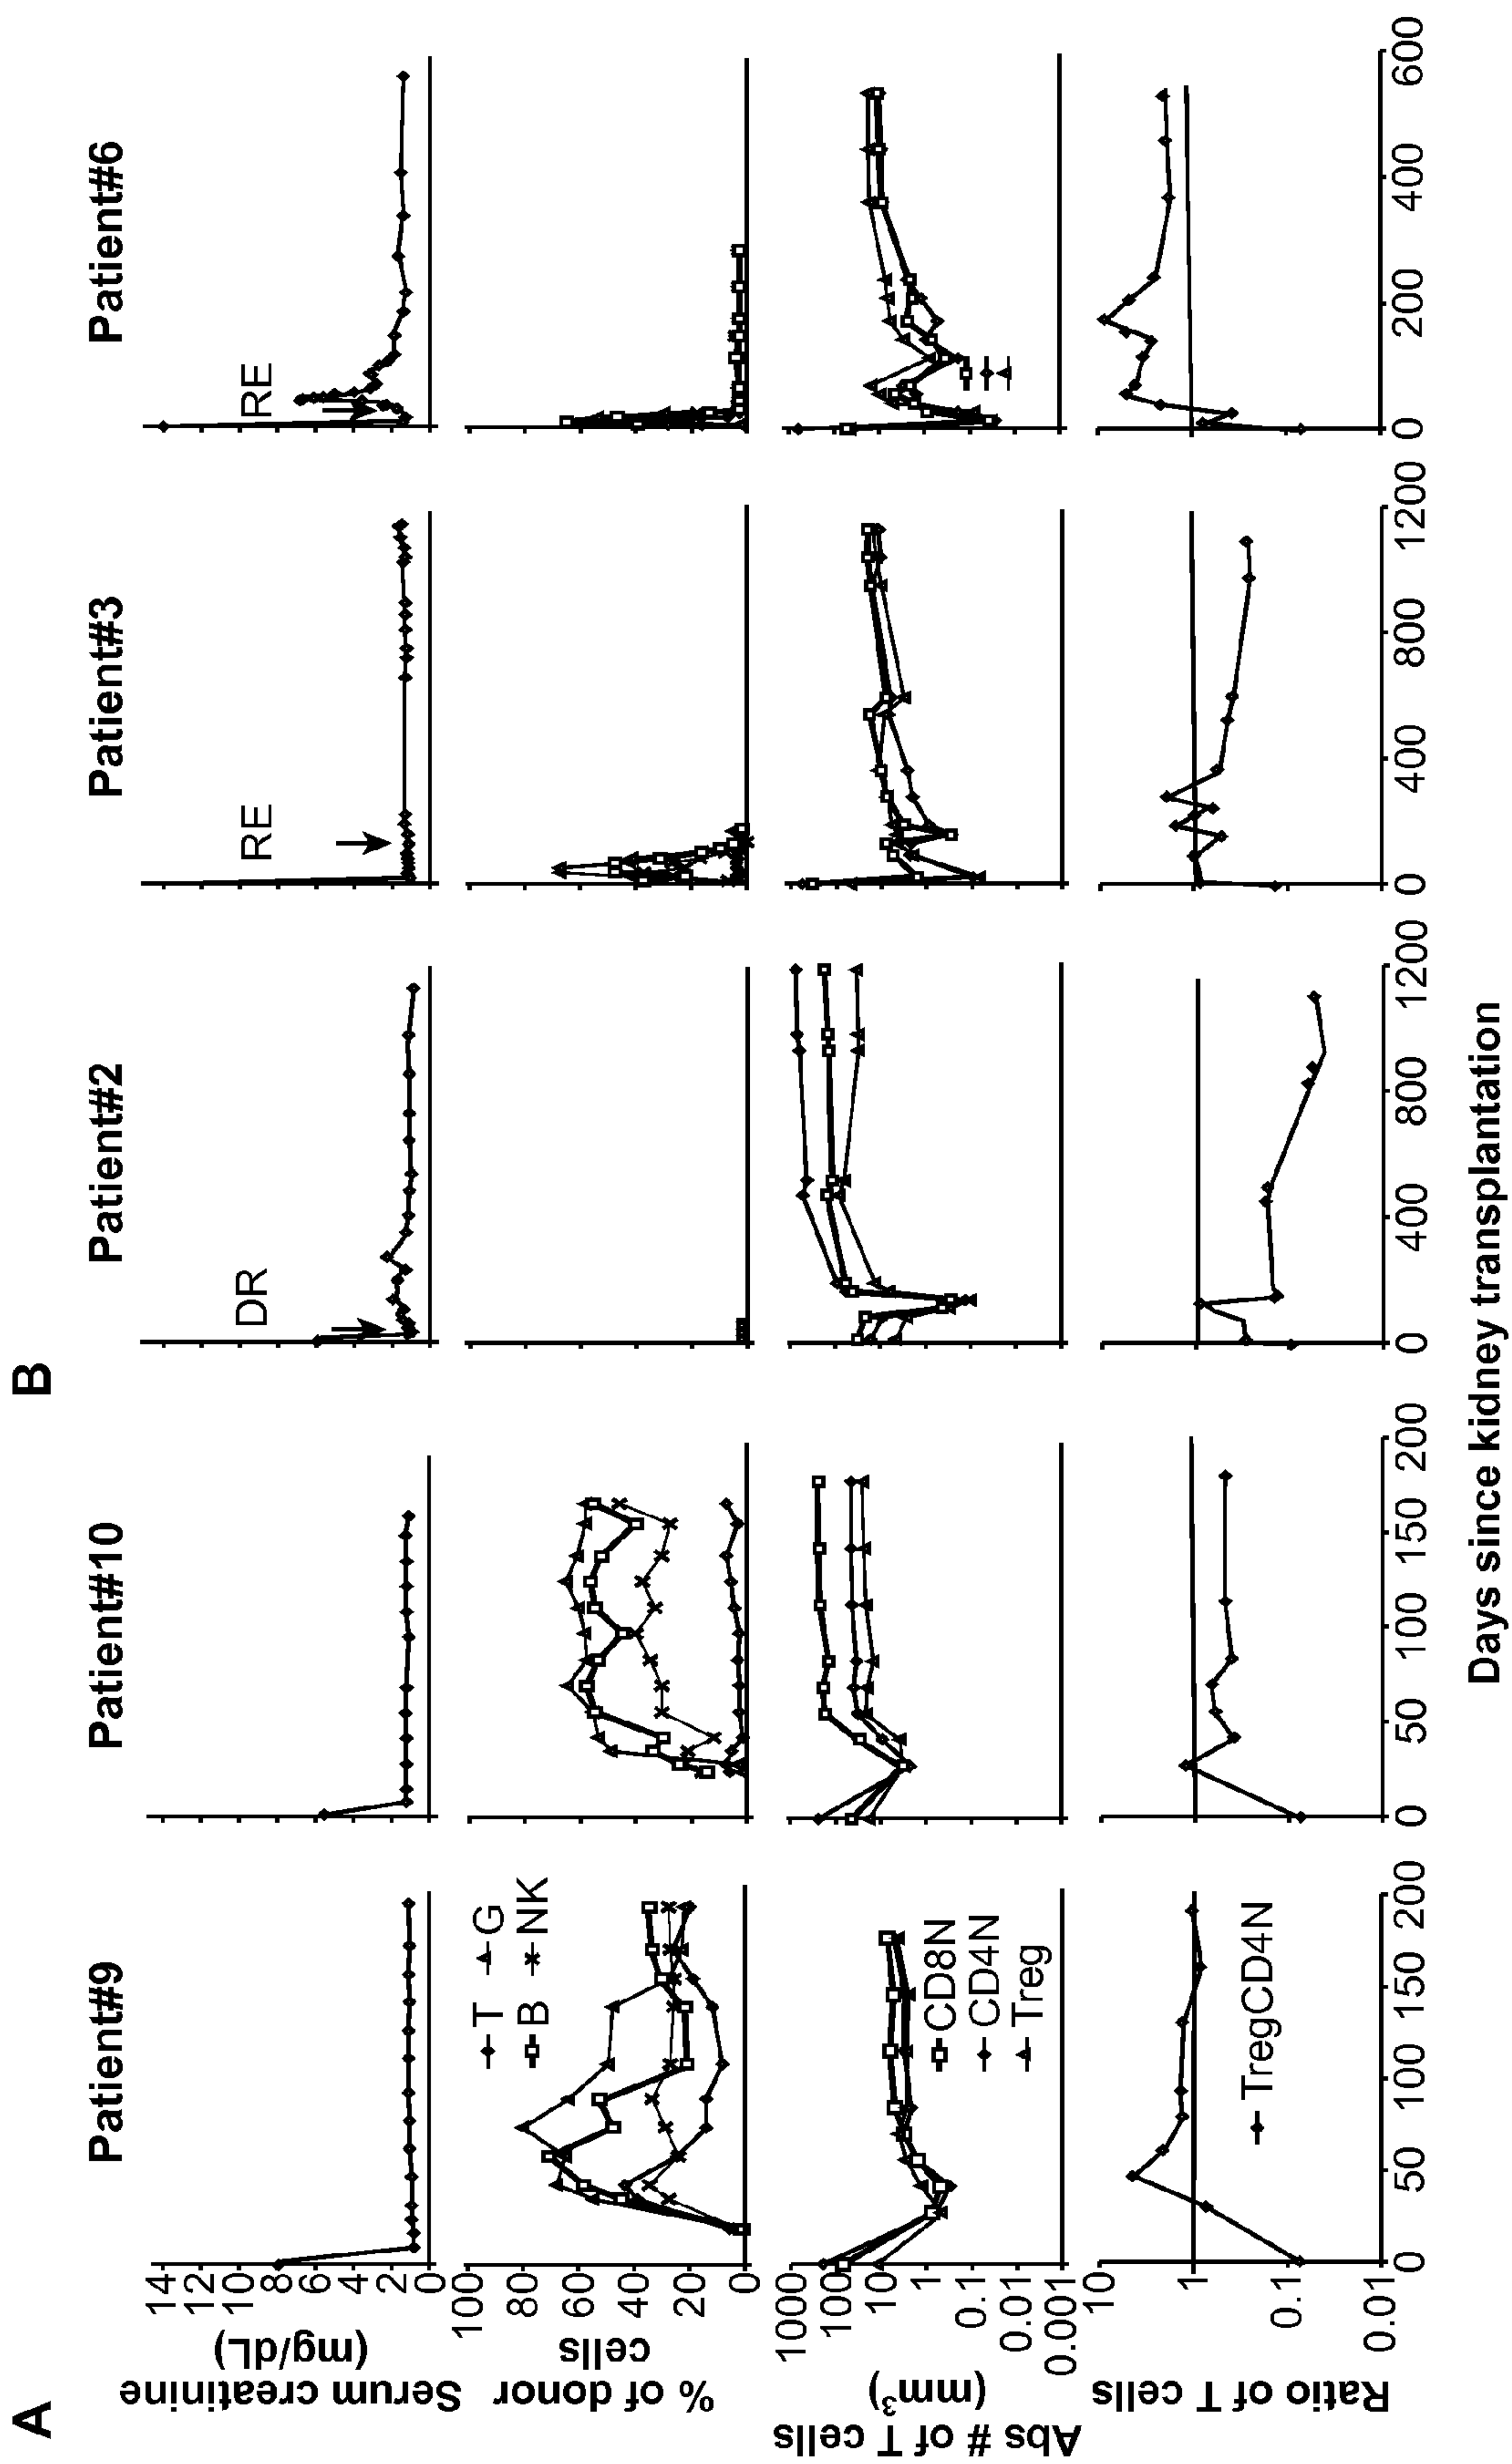 A
B
Patient#9
Patient#10
Patient#2
Patient#3
Patient#6
Serum creatinine
(mg/dL)
14
12
10
8
6
4
2
0
DR
RE
RE
% of donor
cells
100
80
60
40
20
0
T
G
B
NK
Abs # of T cells
(mm³)
1000
100
10
1
0.1
0.01
0.001
CD8N
CD4N
Treg
Ratio of T cells
10
1
0.1
0.01
TregCD4N
0 50 100 150 200
0 50 100 150 200
0 400 800 1200
0 400 800 1200
0 200 400 600
Days since kidney transplantation